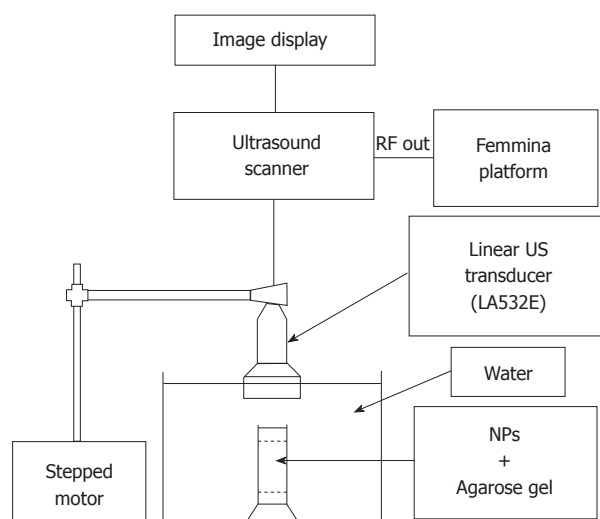 Image display
Ultrasound
scanner
RF out
Femmina
platform
Linear US
transducer
(LA532E)
Water
NPs
+
Agarose gel
Stepped
motor